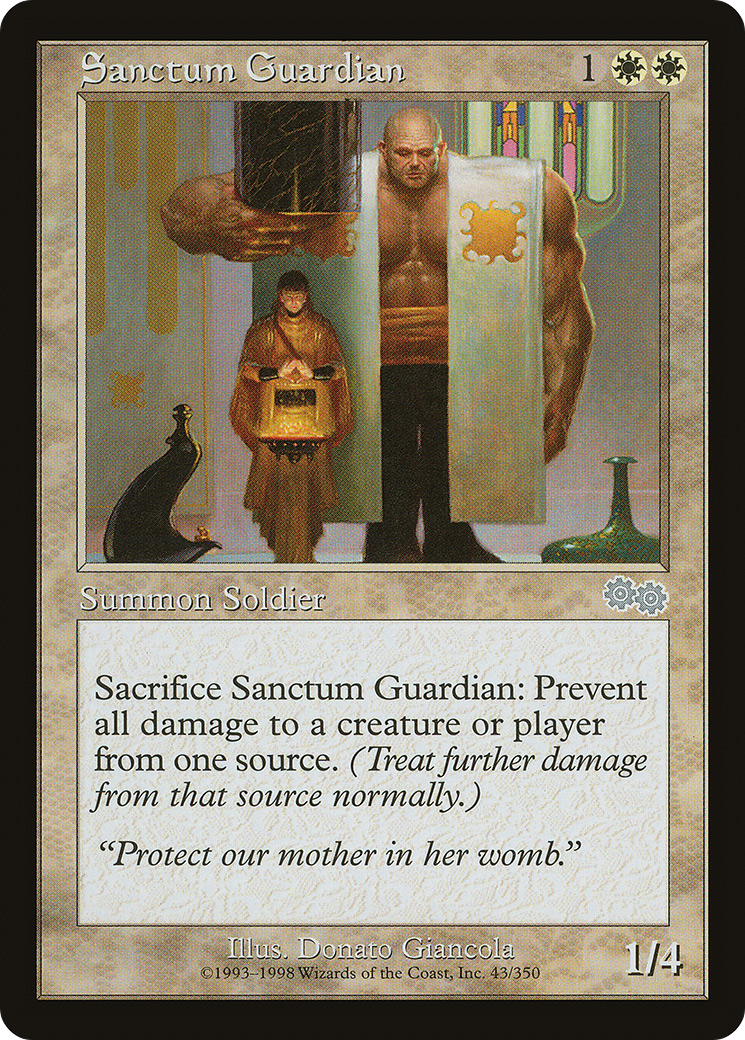 Sanctum Guardian 1
Summon Soldier
Sacrifice Sanctum Guardian: Prevent
all damage to a creature or player
from one source. (Treat further damage
from that source normally.)
“Protect our mother in her womb.”
Illus. Donato Giancola
©1993–1998 Wizards of the Coast, Inc. 43/350
1/4